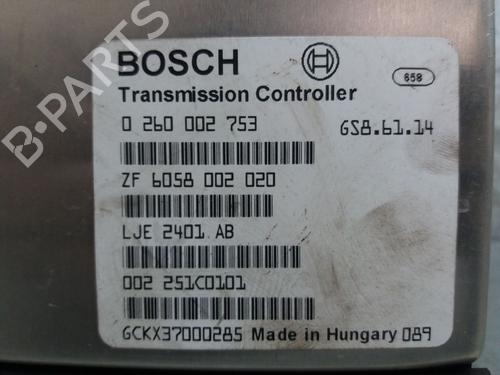 BOSCH
658
Transmission Controller
0 260 002 753 GS8.61.14
ZF 6058 002 020
LJE 2401 AB
002 251C0101
GCKX37000285 Made in Hungary 089
B-PARTS